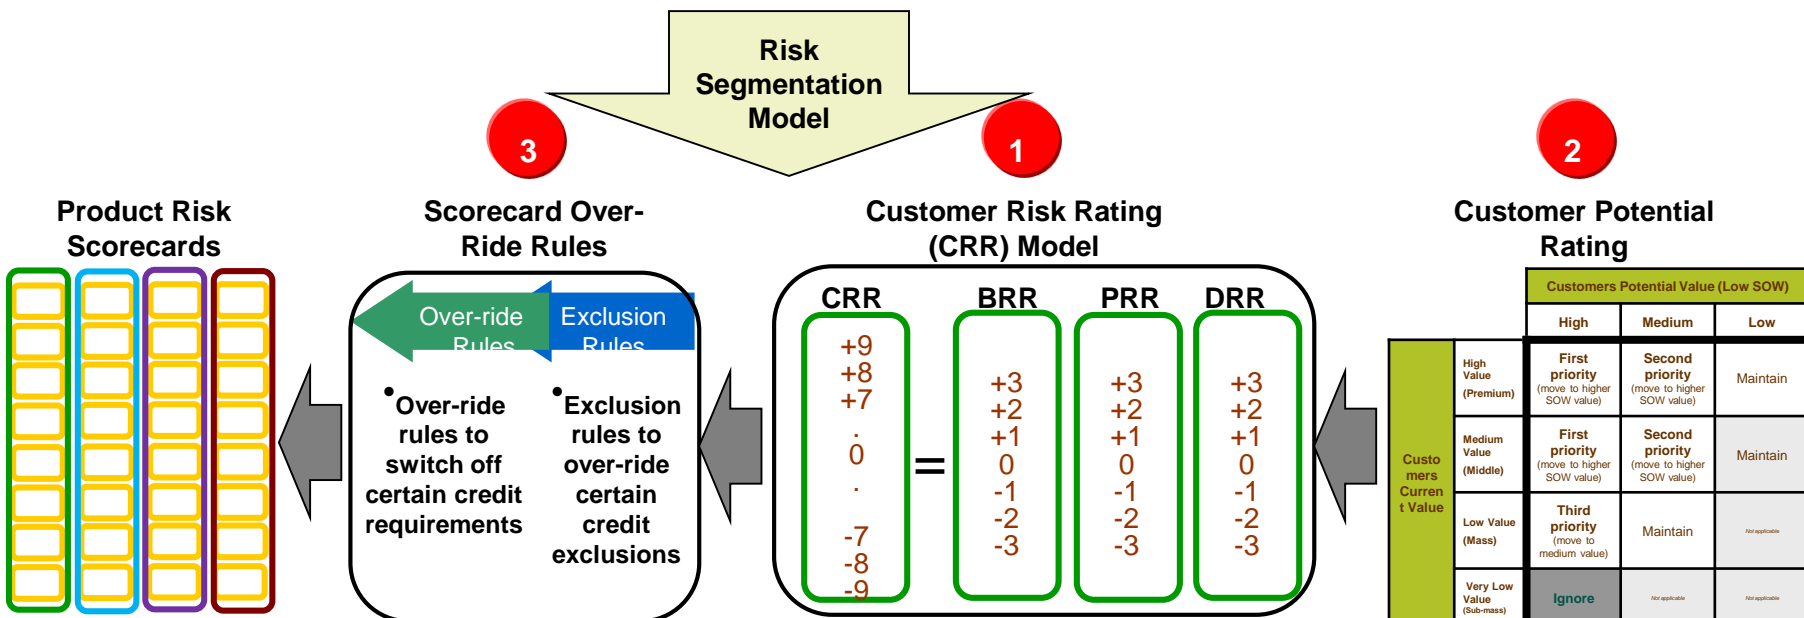 Risk
Segmentation
Model
3
1
2
Product Risk
Scorecards
Scorecard Over-
Ride Rules
Customer Risk Rating
(CRR) Model
Customer Potential
Rating
Over-ride
Rules
Exclusion
Rules
•Over-ride
rules to
switch off
certain credit
requirements
•Exclusion
rules to
over-ride
certain
credit
exclusions
CRR
+9
+8
+7
.
0
.
-7
-8
-9
=
BRR
+3
+2
+1
0
-1
-2
-3
PRR
+3
+2
+1
0
-1
-2
-3
DRR
+3
+2
+1
0
-1
-2
-3
Customers Potential Value (Low SOW)
High
Medium
Low
Custo
mers
Curren
t Value
High
Value
(Premium)
First
priority
(move to higher
SOW value)
Second
priority
(move to higher
SOW value)
Maintain
Medium
Value
(Middle)
First
priority
(move to higher
SOW value)
Second
priority
(move to higher
SOW value)
Maintain
Low Value
(Mass)
Third
priority
(move to
medium value)
Maintain
Not applicable
Very Low
Value
(Sub-mass)
Ignore
Not applicable
Not applicable